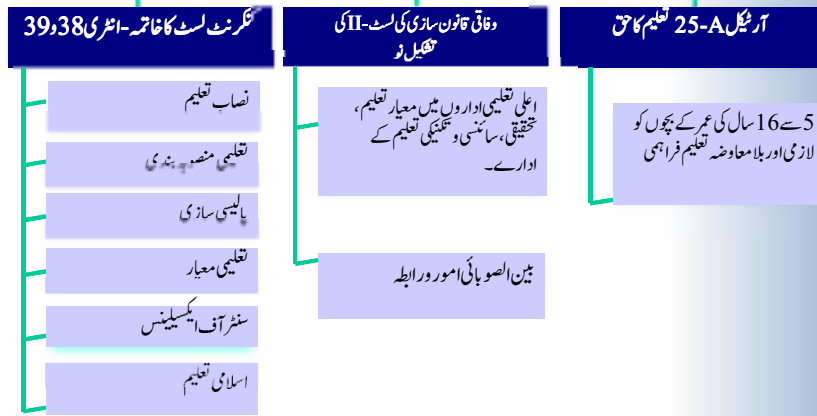 آرٹیکل 25-A تعلیم کا حق
5 سے 16 سال کی عمر کے بچوں کو
لازمی اور بلا معاوضہ تعلیم فراہمی
وفاقی قانون سازی کی لسٹ-II کی
تشکیل نو
اعلی تعلیمی اداروں میں معیار تعلیم،
تحقیقی، سائنسی و تکنیکی تعلیم کے
ادارے۔
بین الصوبائی امور و رابطہ
کنکرنٹ لسٹ کا خاتمہ-انٹری 38 و 39
نصاب تعلیم
تعلیمی منصوبہ بندی
پالیسی سازی
تعلیمی معیار
سنٹر آف ایکسیلینس
اسلامی تعلیم